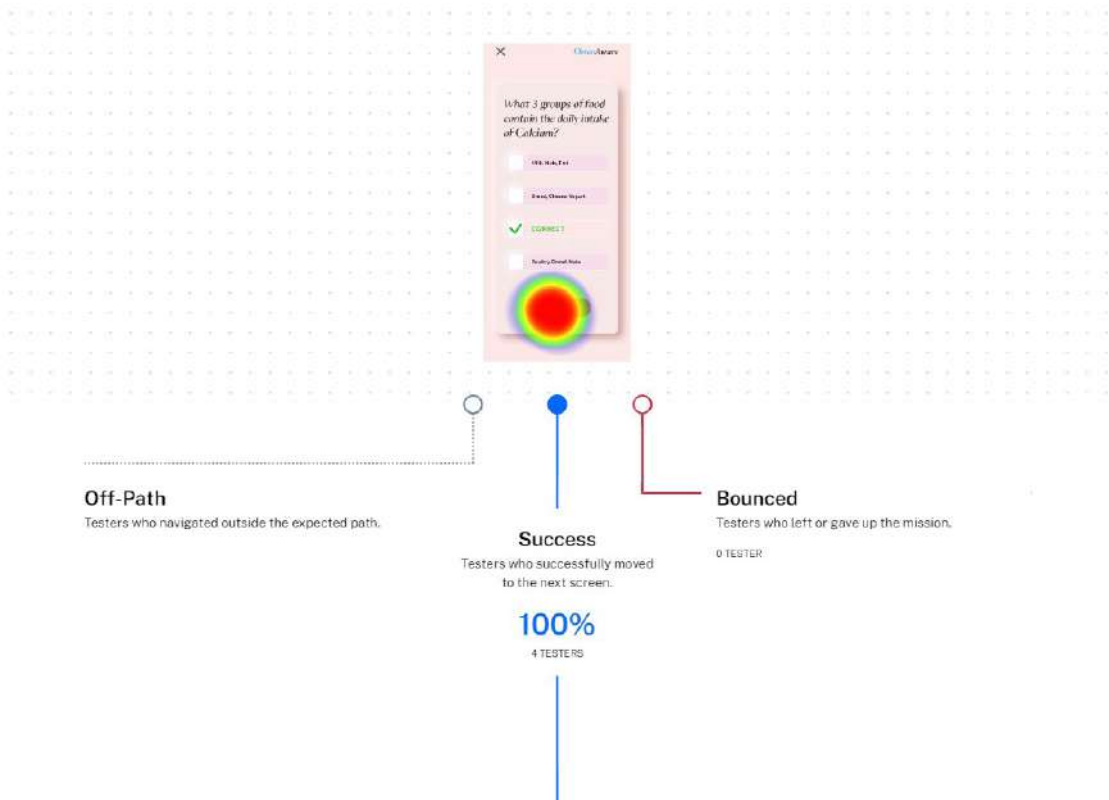 What 3 groups of food
contain the daily intake
of Calcium?
CORRECT
Off-Path
Testers who navigated outside the expected path.
Success
Testers who successfully moved
to the next screen.
100%
4 TESTERS
Bounced
Testers who left or gave up the mission.
0 TESTER